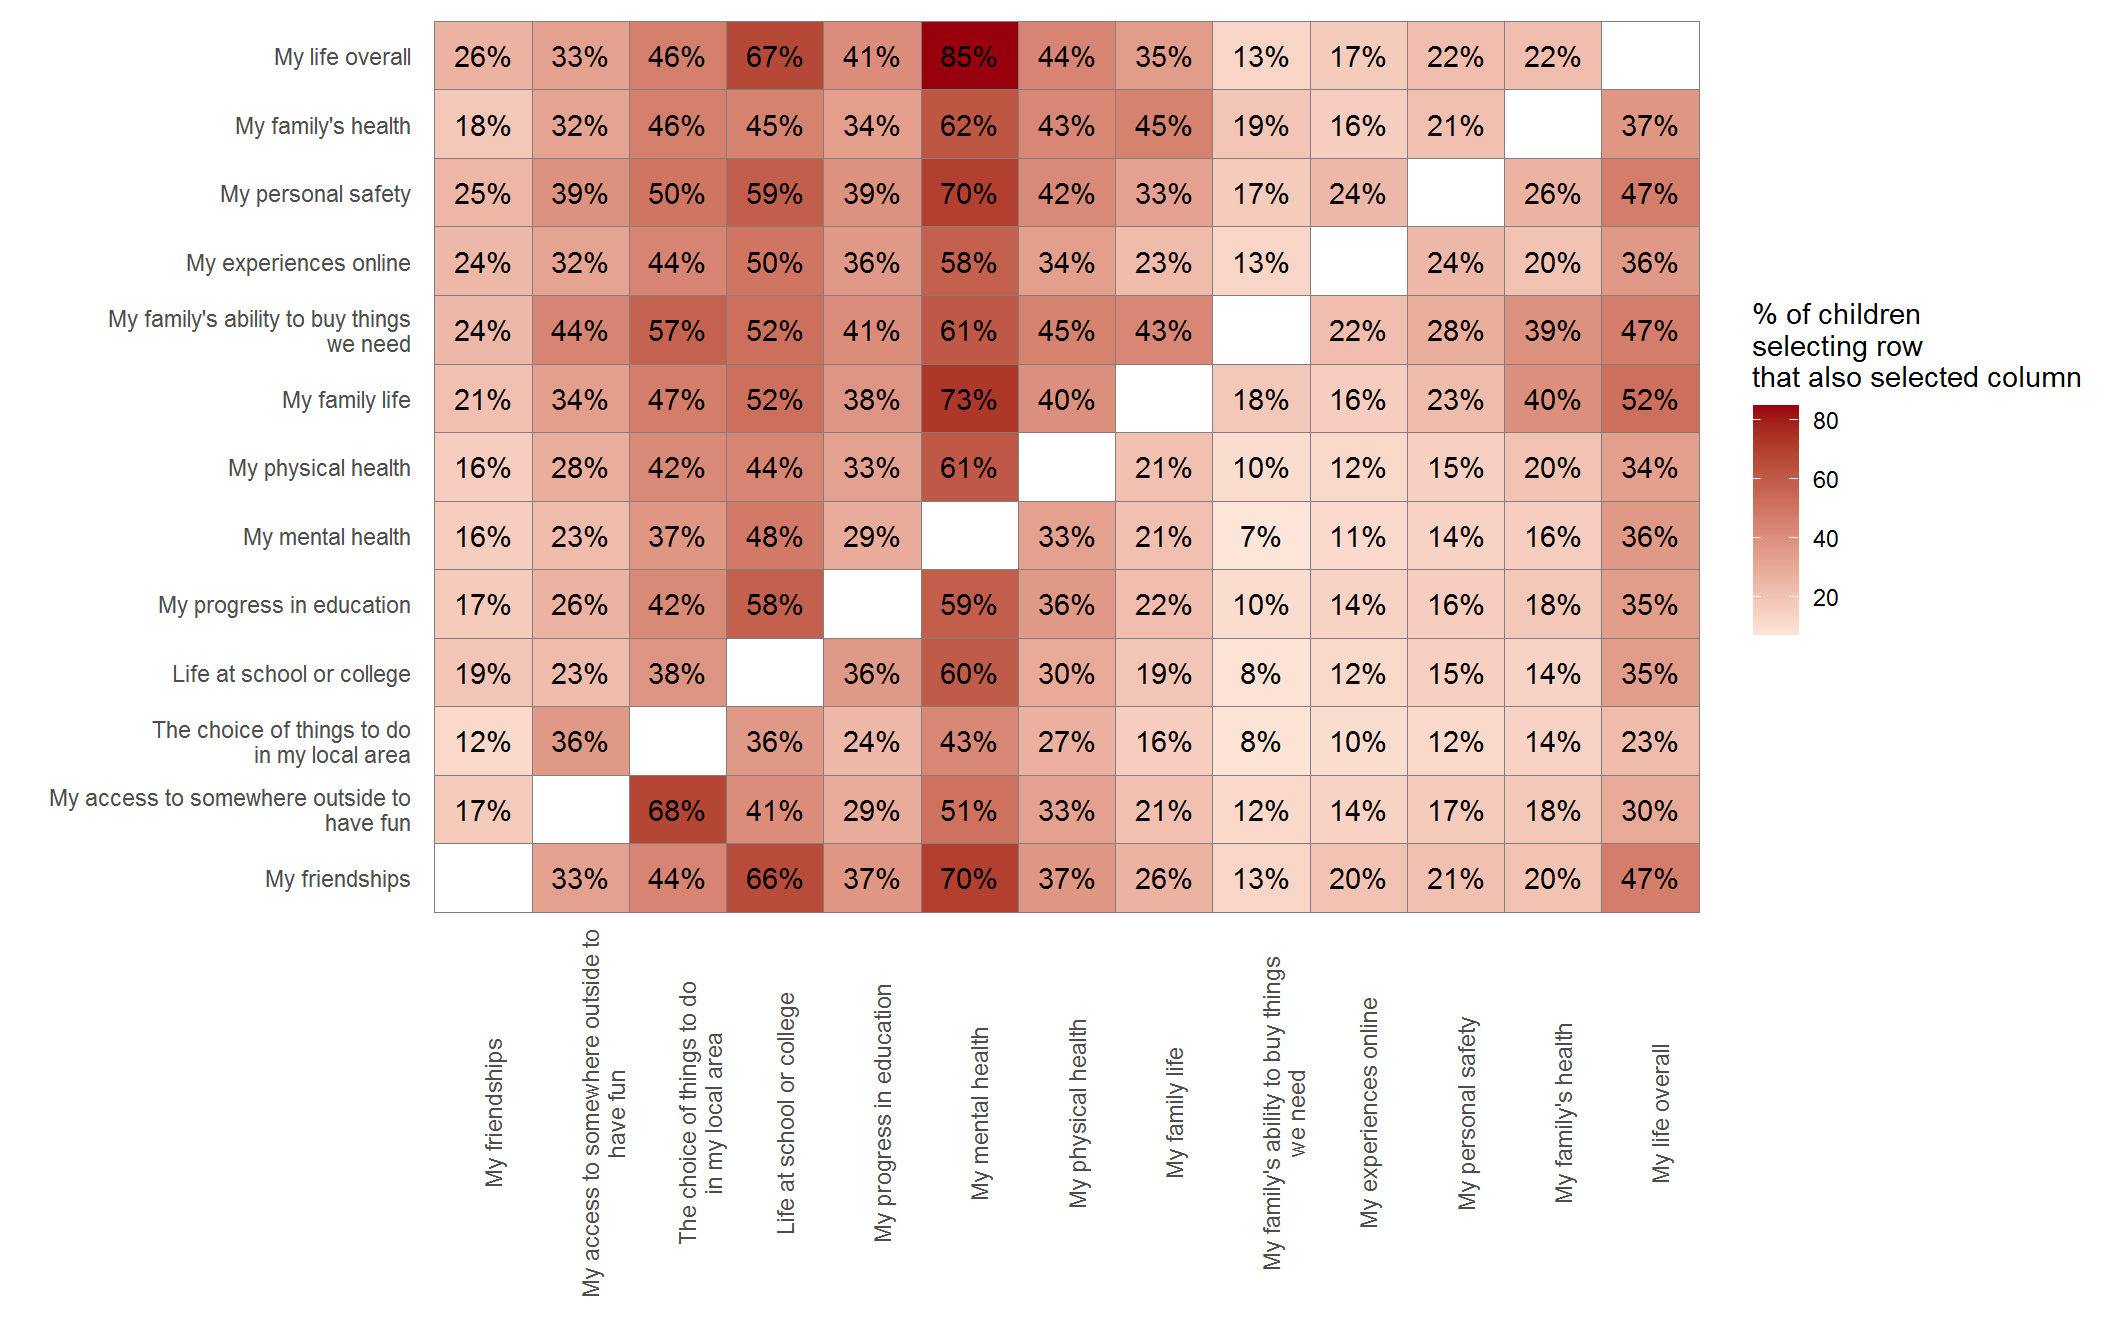 My life overall 26% 33% 46% 67% 41% 85% 44% 35% 13% 17% 22% 22%
My family's health 18% 32% 46% 45% 34% 62% 43% 45% 19% 16% 21% 37%
My personal safety 25% 39% 50% 59% 39% 70% 42% 33% 17% 24% 26% 47%
My experiences online 24% 32% 44% 50% 36% 58% 34% 23% 13% 24% 20% 36%
My family's ability to buy things
we need 24% 44% 57% 52% 41% 61% 45% 43% 22% 28% 39% 47%
My family life 21% 34% 47% 52% 38% 73% 40% 18% 16% 23% 40% 52%
My physical health 16% 28% 42% 44% 33% 61% 21% 10% 12% 15% 20% 34%
My mental health 16% 23% 37% 48% 29% 33% 21% 7% 11% 14% 16% 36%
My progress in education 17% 26% 42% 58% 59% 36% 22% 10% 14% 16% 18% 35%
Life at school or college 19% 23% 38% 36% 60% 30% 19% 8% 12% 15% 14% 35%
The choice of things to do
in my local area 12% 36% 36% 24% 43% 27% 16% 8% 10% 12% 14% 23%
My access to somewhere outside to
have fun 17% 68% 41% 29% 51% 33% 21% 12% 14% 17% 18% 30%
My friendships 33% 44% 66% 37% 70% 37% 26% 13% 20% 21% 20% 47%
My friendships
My access to somewhere outside to
have fun
The choice of things to do
in my local area
Life at school or college
My progress in education
My mental health
My physical health
My family life
My family's ability to buy things
we need
My experiences online
My personal safety
My family's health
My life overall
% of children
selecting row
that also selected column
80
60
40
20